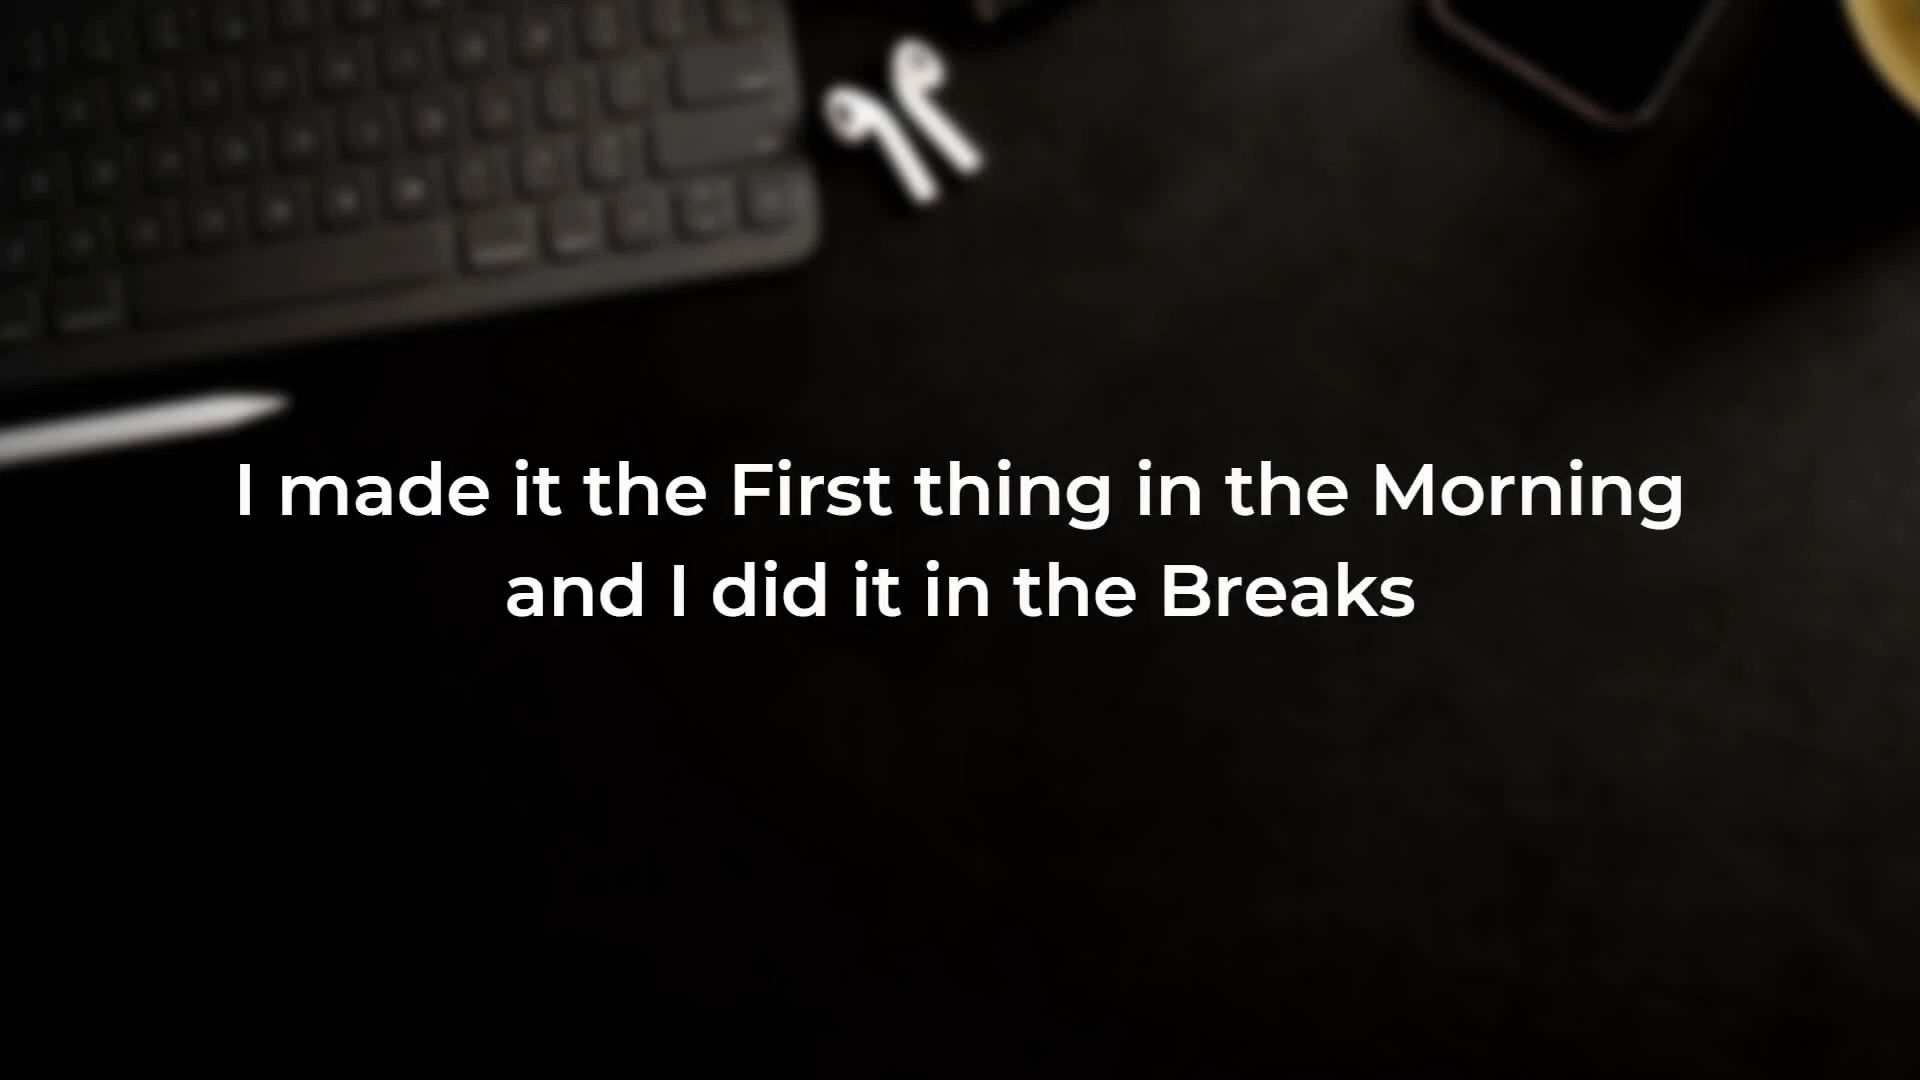 I made it the First thing in the Morning
and I did it in the Breaks